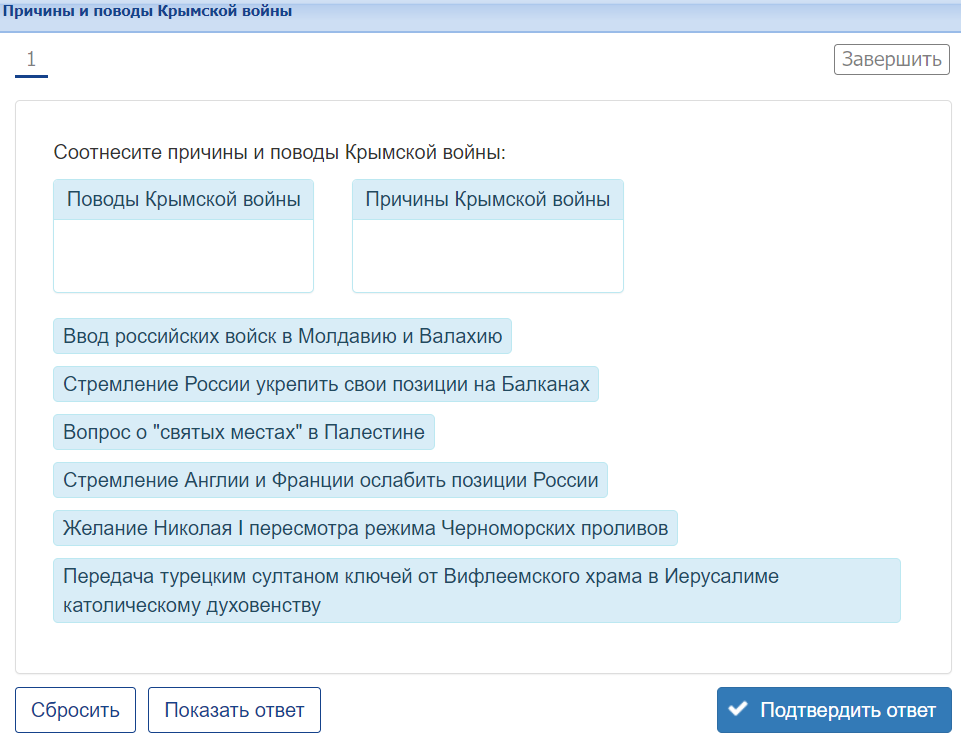 Причины и поводы Крымской войны
1
Завершить
Соотнесите причины и поводы Крымской войны:
Поводы Крымской войны
Причины Крымской войны
Ввод российских войск в Молдавию и Валахию
Стремление России укрепить свои позиции на Балканах
Вопрос о "святых местах" в Палестине
Стремление Англии и Франции ослабить позиции России
Желание Николая I пересмотра режима Черноморских проливов
Передача турецким султаном ключей от Вифлеемского храма в Иерусалиме
католическому духовенству
Сбросить
Показать ответ
Подтвердить ответ